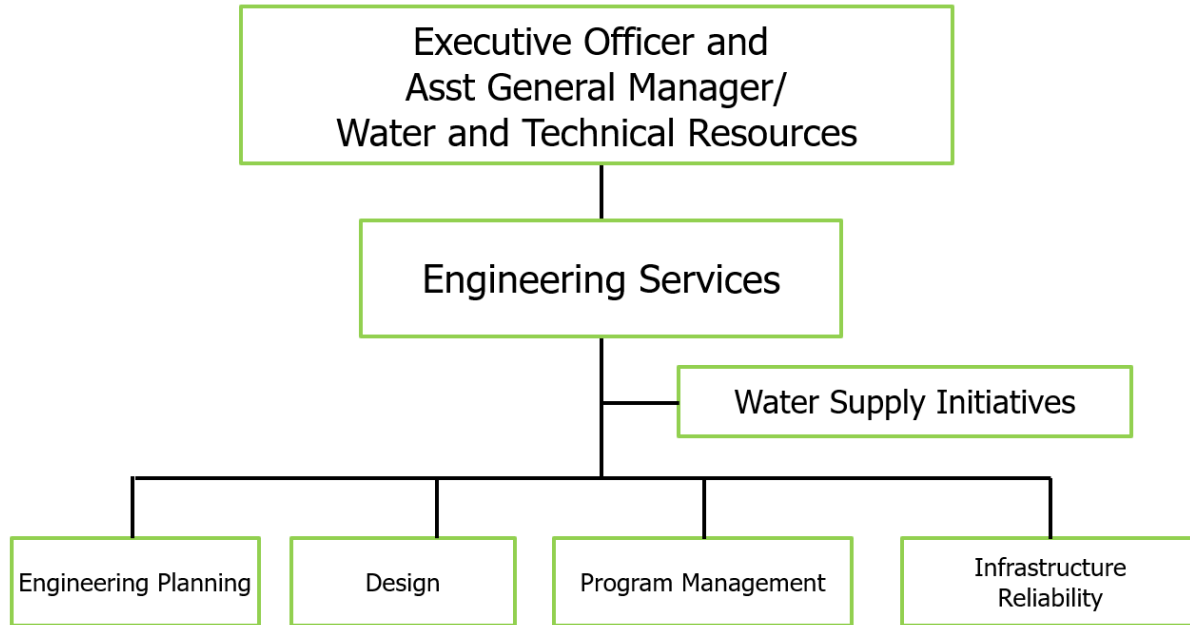 Executive Officer and
Asst General Manager/
Water and Technical Resources
Engineering Services
Water Supply Initiatives
Engineering Planning
Design
Program Management
Infrastructure
Reliability